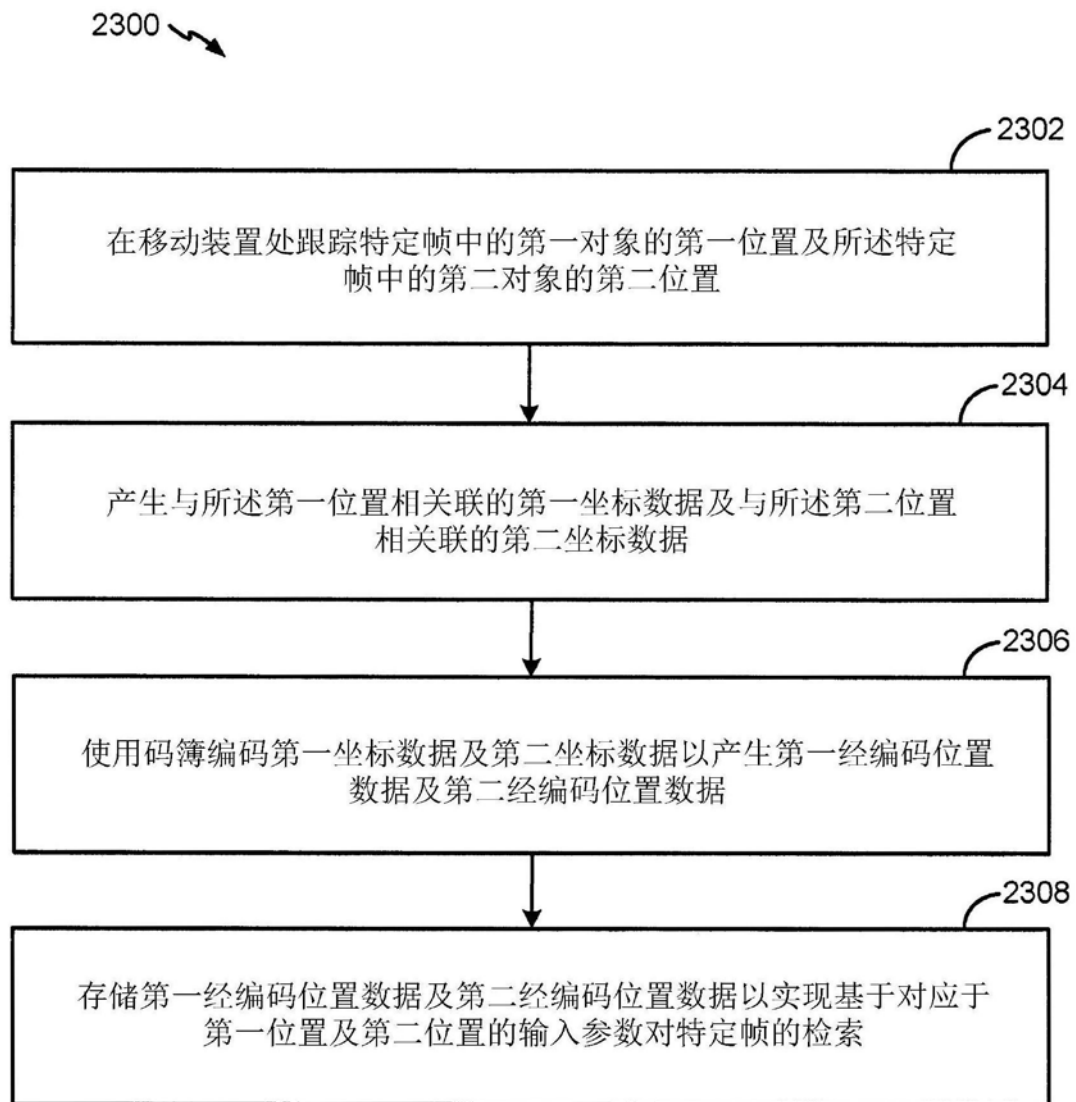 2300
2302
在移动装置处跟踪特定帧中的第一对象的第一位置及所述特定
帧中的第二对象的第二位置
2304
产生与所述第一位置相关联的第一坐标数据及与所述第二位置
相关联的第二坐标数据
2306
使用码簿编码第一坐标数据及第二坐标数据以产生第一经编码位置
数据及第二经编码位置数据
2308
存储第一经编码位置数据及第二经编码位置数据以实现基于对应于
第一位置及第二位置的输入参数对特定帧的检索